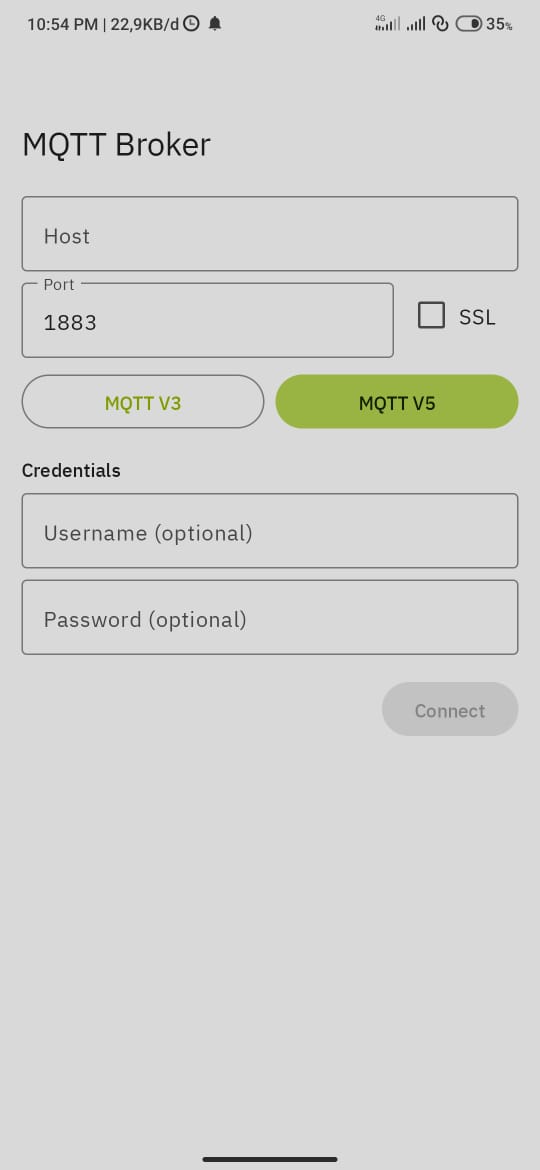 10:54 PM | 22,9KB/d
4G
35%
MQTT Broker
Host
Port
1883
SSL
MQTT V3
MQTT V5
Credentials
Username (optional)
Password (optional)
Connect